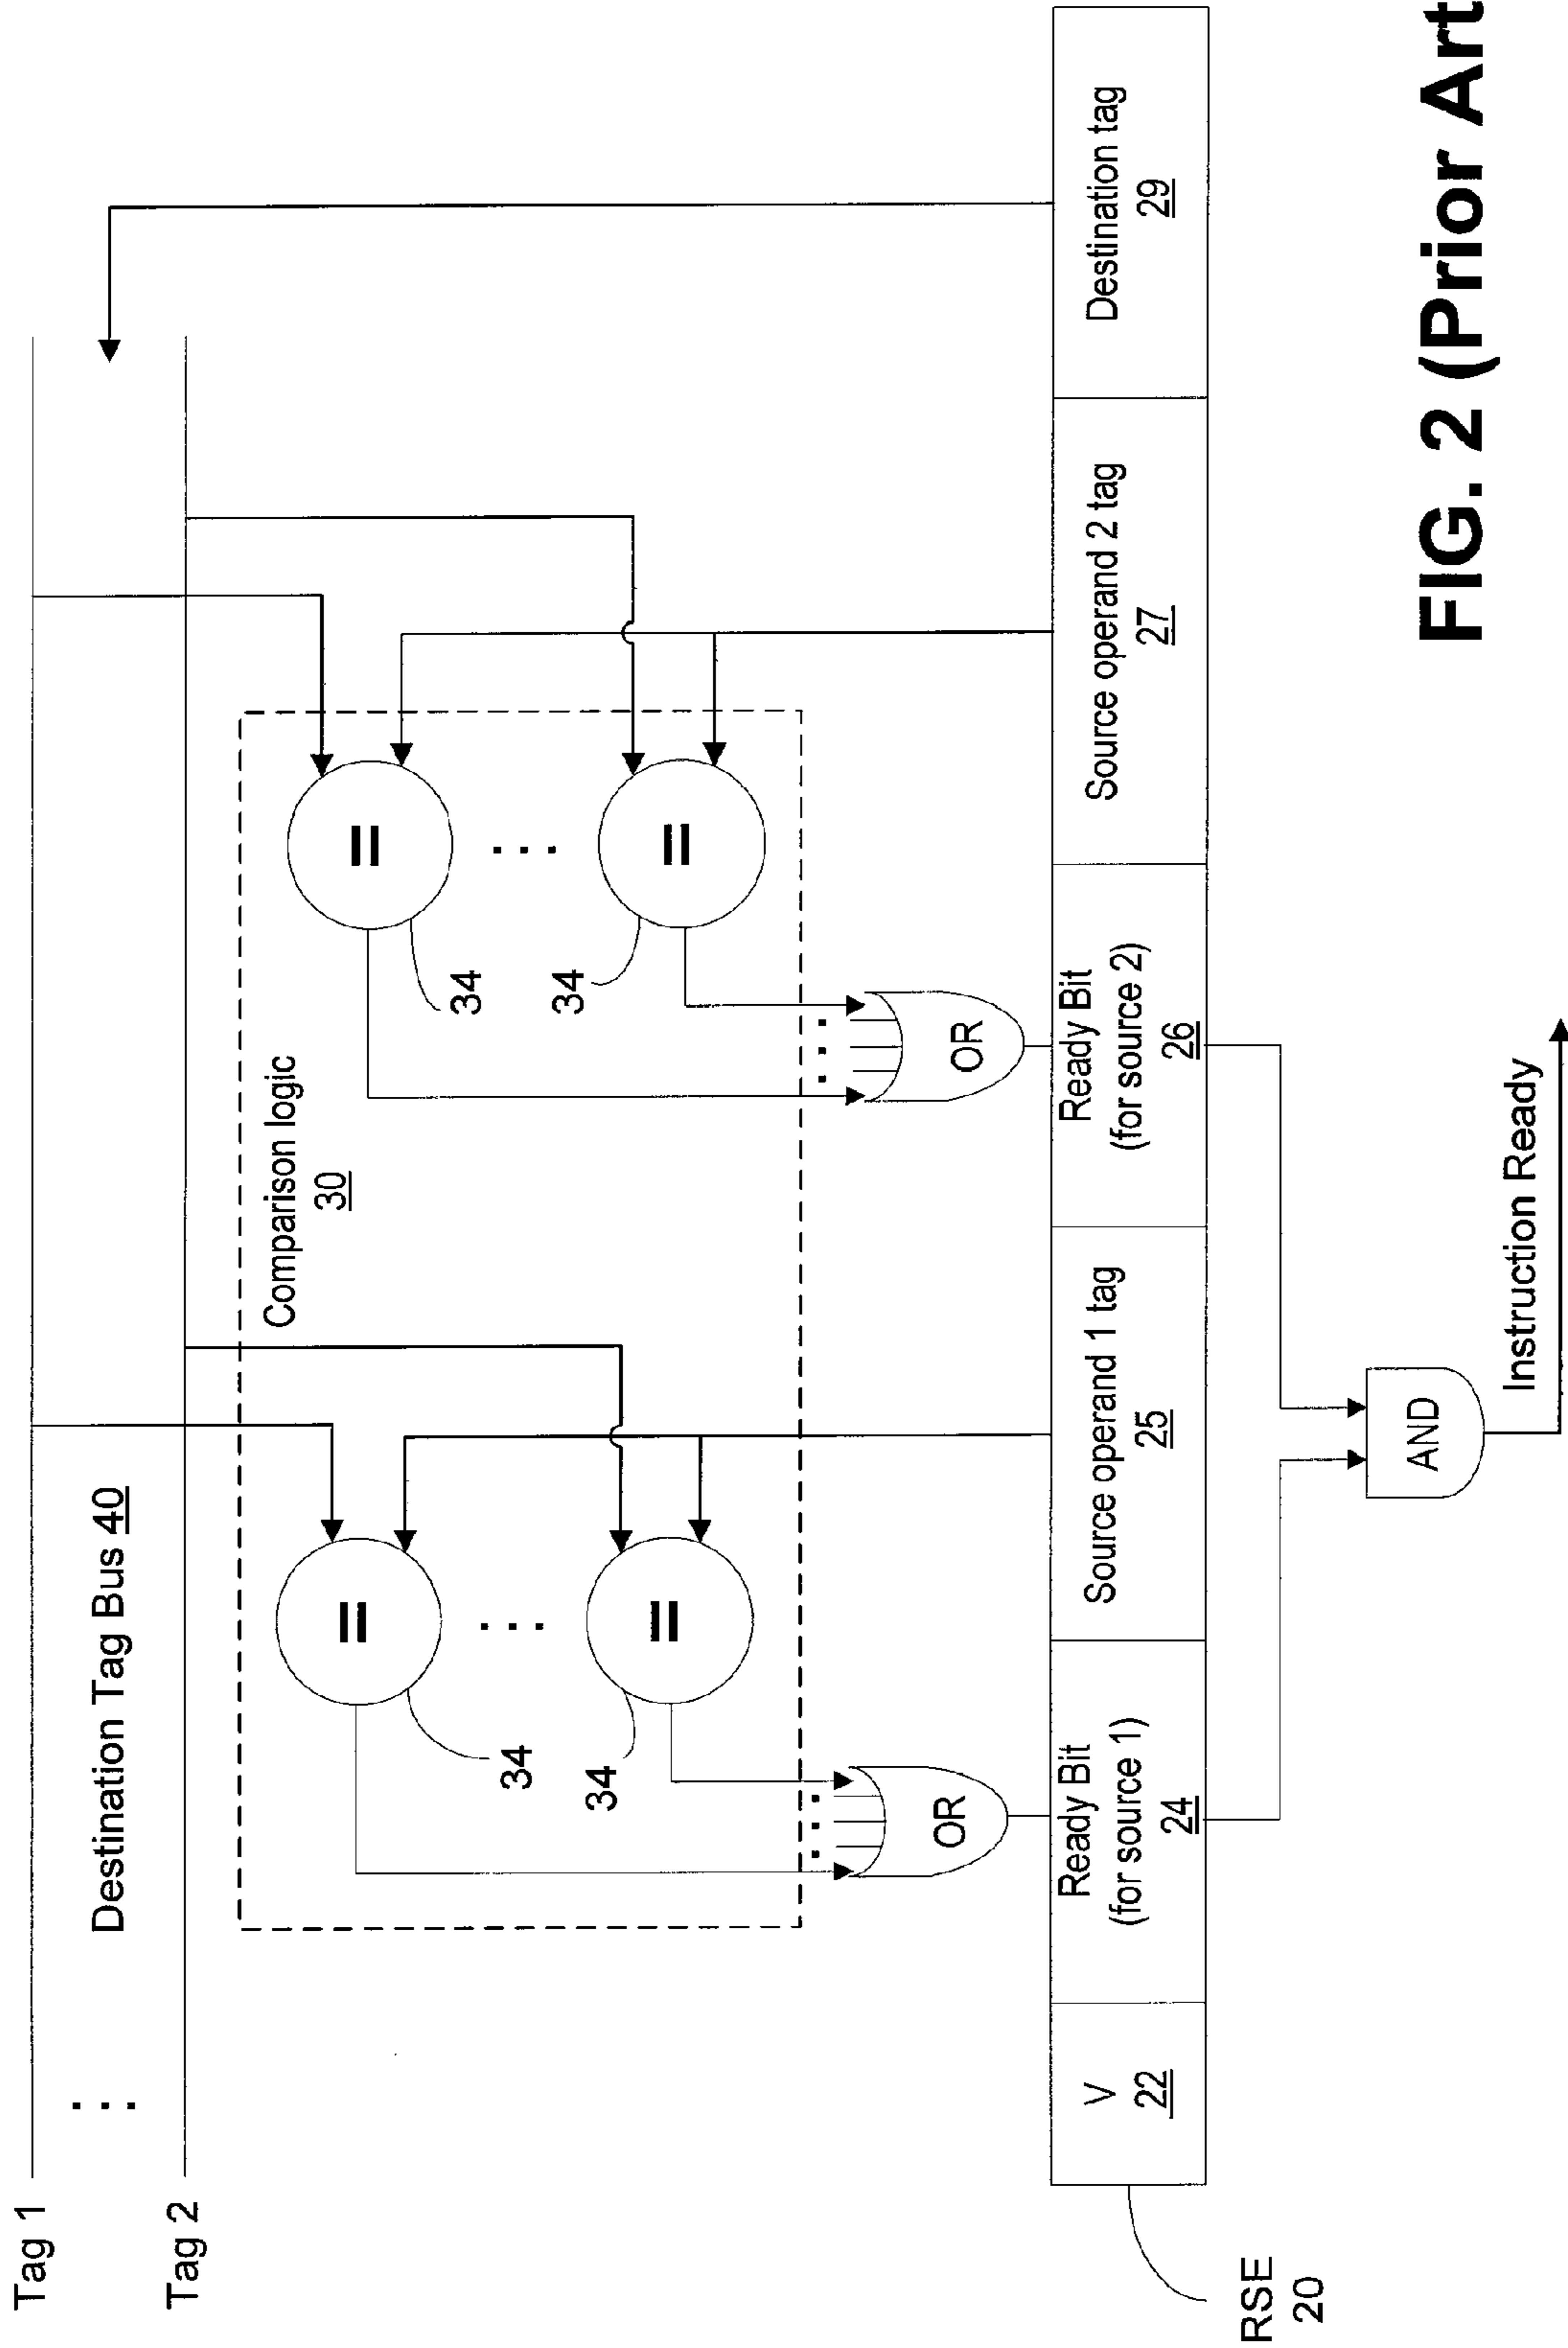 Tag 1
...
Destination Tag Bus 40
Tag 2
Comparison logic
30
=
=
...
...
=
=
34
34
34
34
...
...
OR
OR
V
22
Ready Bit
(for source 1)
24
Source operand 1 tag
25
Ready Bit
(for source 2)
26
Source operand 2 tag
27
Destination tag
29
RSE
20
AND
Instruction Ready
FIG. 2 (Prior Art